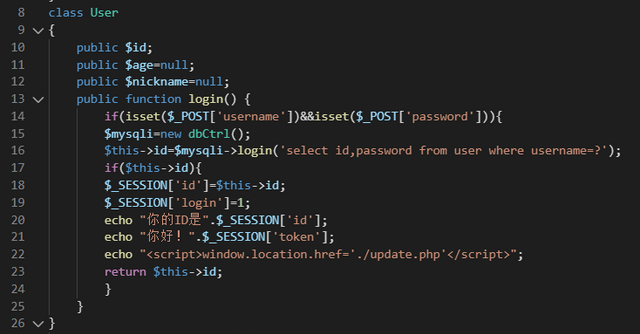 8 class User
9 {
10 public $id;
11 public $age=null;
12 public $nickname=null;
13 public function login() {
14 if(isset($_POST['username'])&&isset($_POST['password'])){
15 $mysqli=new dbCtrl();
16 $this->id=$mysqli->login('select id,password from user where username=?');
17 if($this->id){
18 $_SESSION['id']=$this->id;
19 $_SESSION['login']=1;
20 echo "你的ID是".$_SESSION['id'];
21 echo "你好！".$_SESSION['token'];
22 echo "<script>window.location.href='./update.php'</script>";
23 return $this->id;
24 }
25 }
26 }